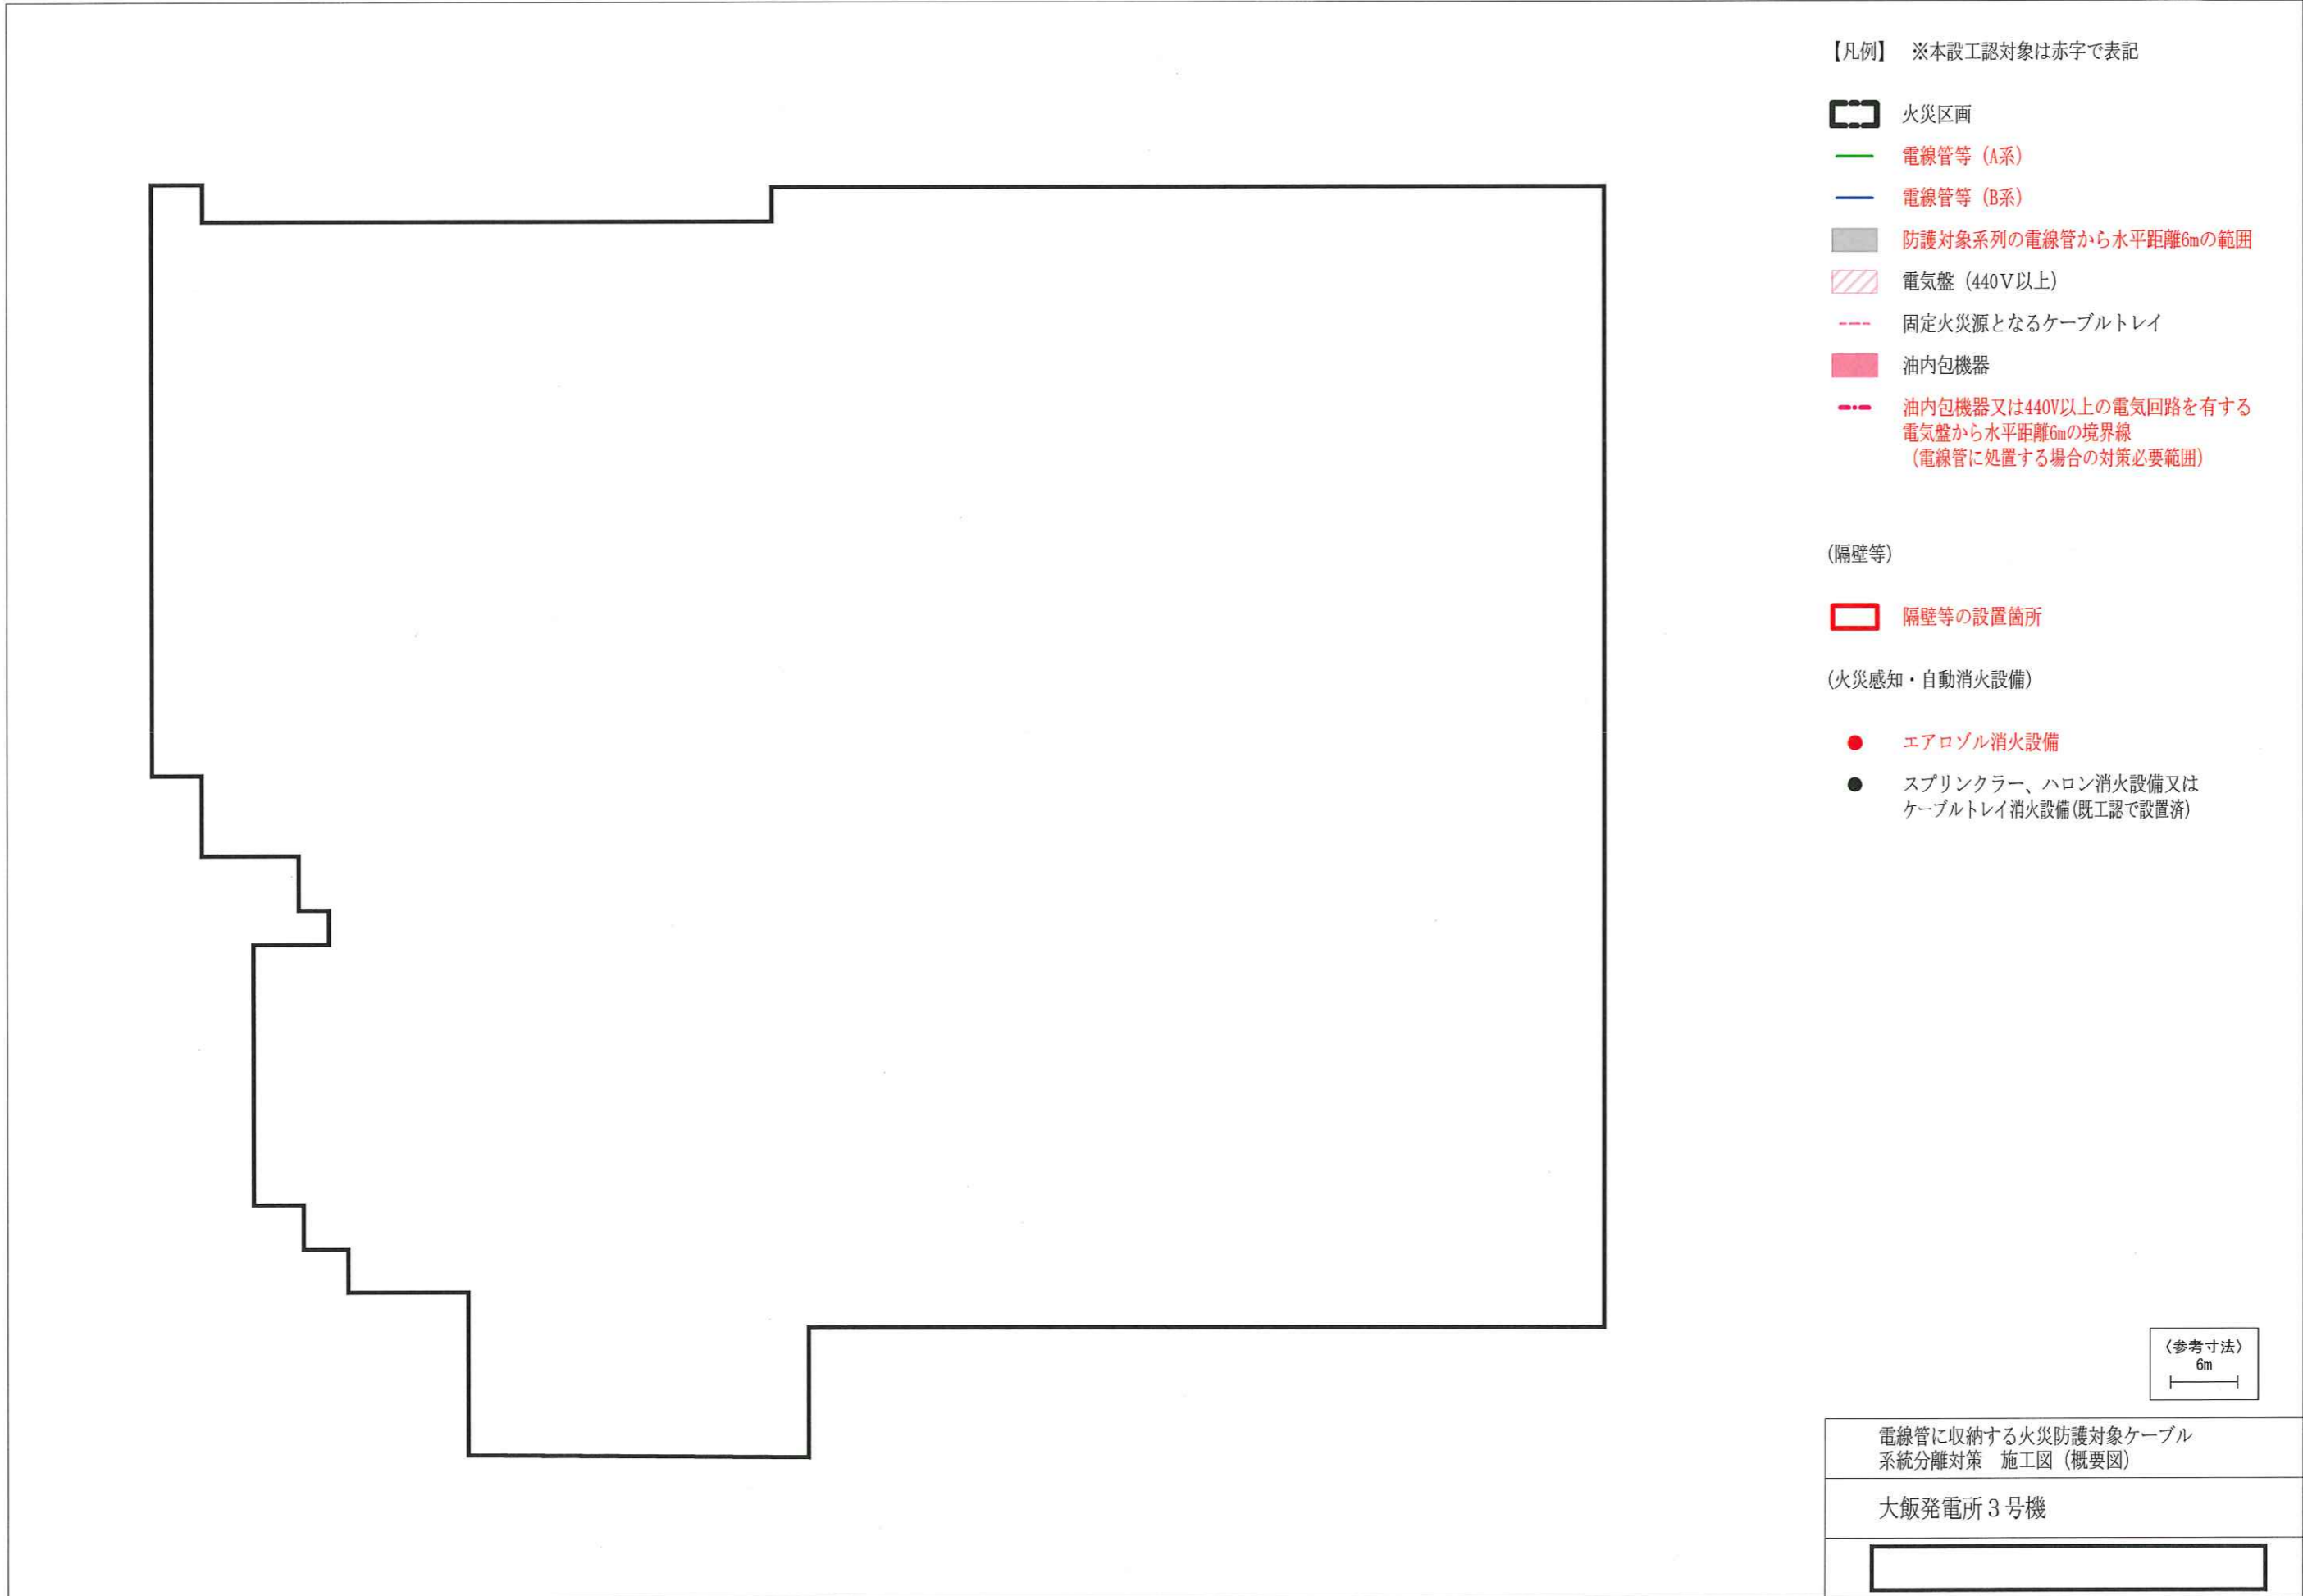 【凡例】 ※本設工認対象は赤字で表記
火災区画
電線管等（A系）
電線管等（B系）
防護対象系列の電線管から水平距離6mの範囲
電気盤（440V以上）
固定火災源となるケーブルトレイ
油内包機器
油内包機器又は440V以上の電気回路を有する
電気盤から水平距離6mの境界線
（電線管に処置する場合の対策必要範囲）
(隔壁等)
隔壁等の設置箇所
(火災感知・自動消火設備)
エアロゾル消火設備
スプリンクラー、ハロン消火設備又は
ケーブルトレイ消火設備(既工認で設置済)
〈参考寸法〉
6m
電線管に収納する火災防護対象ケーブル
系統分離対策 施工図（概要図）
大飯発電所３号機